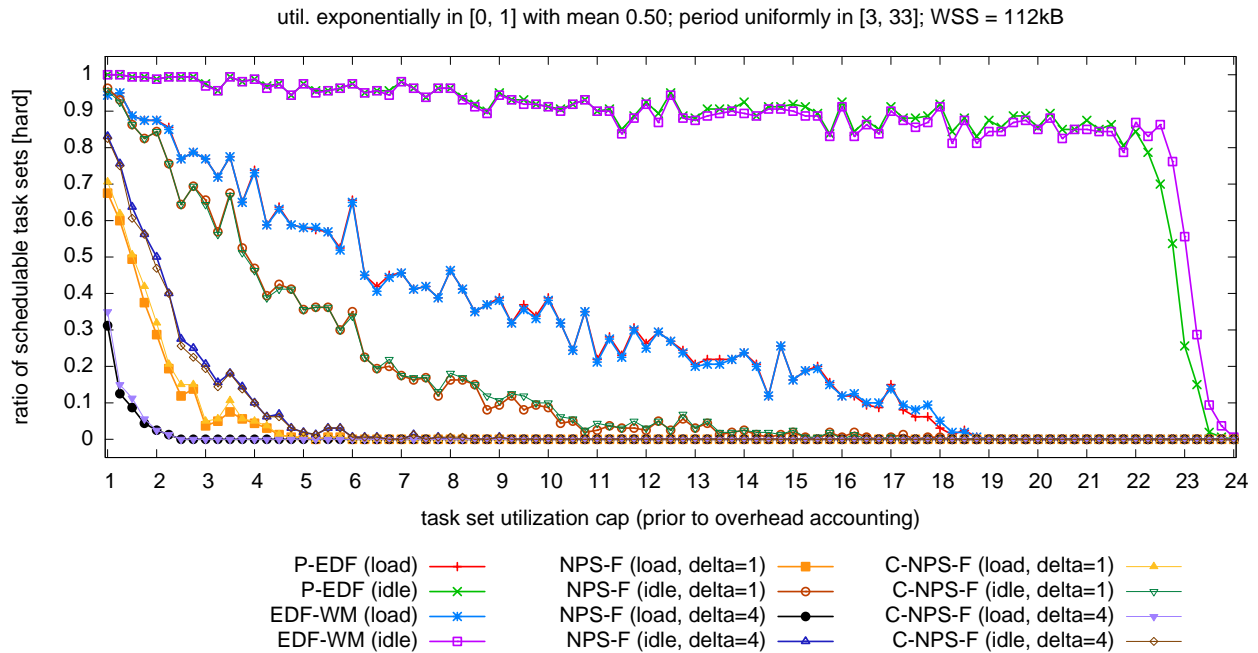 util. exponentially in [0, 1] with mean 0.50; period uniformly in [3, 33]; WSS = 112kB
ratio of schedulable task sets [hard]
1
0.9
0.8
0.7
0.6
0.5
0.4
0.3
0.2
0.1
0
1 2 3 4 5 6 7 8 9 10 11 12 13 14 15 16 17 18 19 20 21 22 23 24
task set utilization cap (prior to overhead accounting)
P-EDF (load) NPS-F (load, delta=1) C-NPS-F (load, delta=1)
P-EDF (idle) NPS-F (idle, delta=1) C-NPS-F (idle, delta=1)
EDF-WM (load) NPS-F (load, delta=4) C-NPS-F (load, delta=4)
EDF-WM (idle) NPS-F (idle, delta=4) C-NPS-F (idle, delta=4)